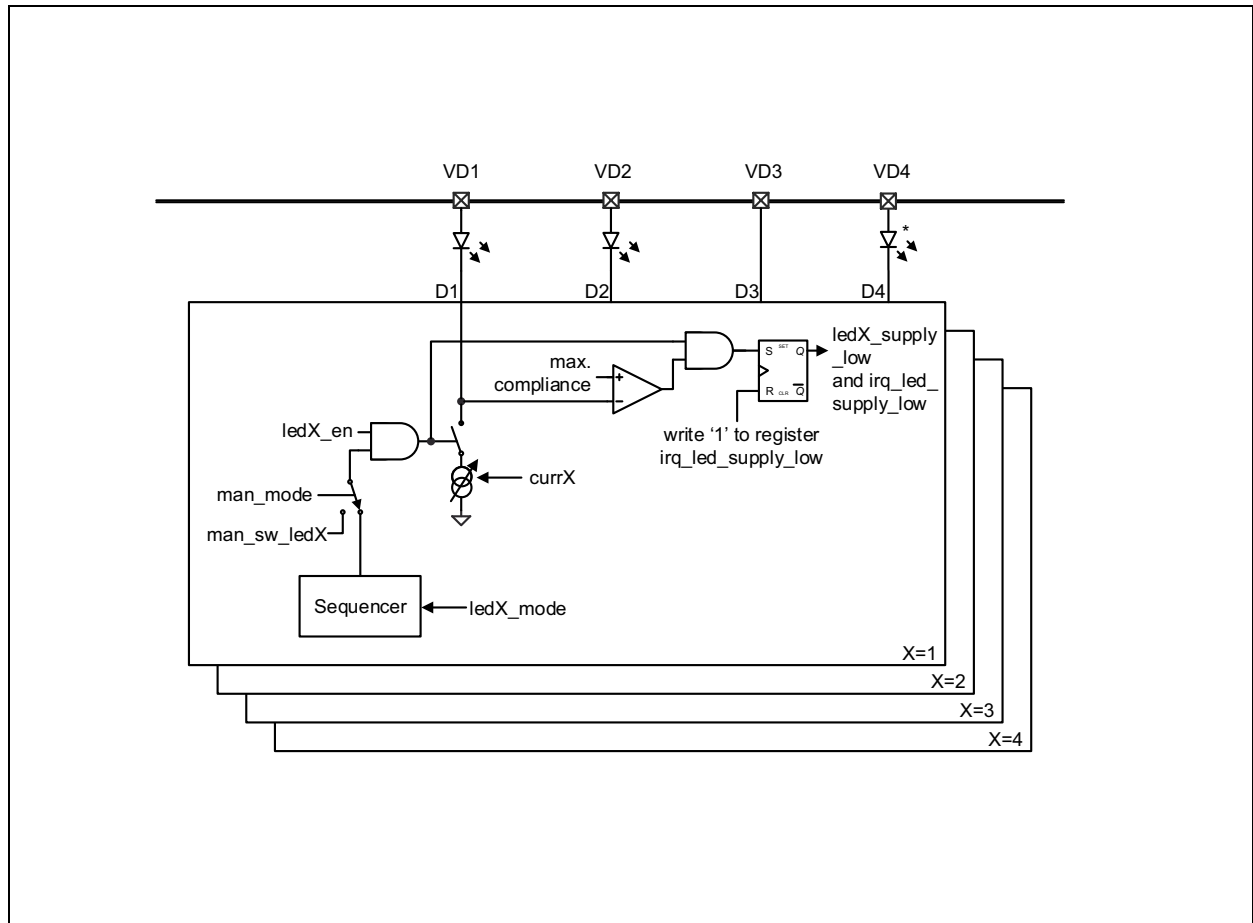 VD1
VD2
VD3
VD4
*
D1
D2
D3
D4
max.
compliance
+
−
S
SET
Q
R
CLR
Q
ledX_supply
_low
and irq_led_
supply_low
write ‘1’ to register
irq_led_supply_low
ledX_en
man_mode
man_sw_ledX
currX
Sequencer
ledX_mode
X=1
X=2
X=3
X=4